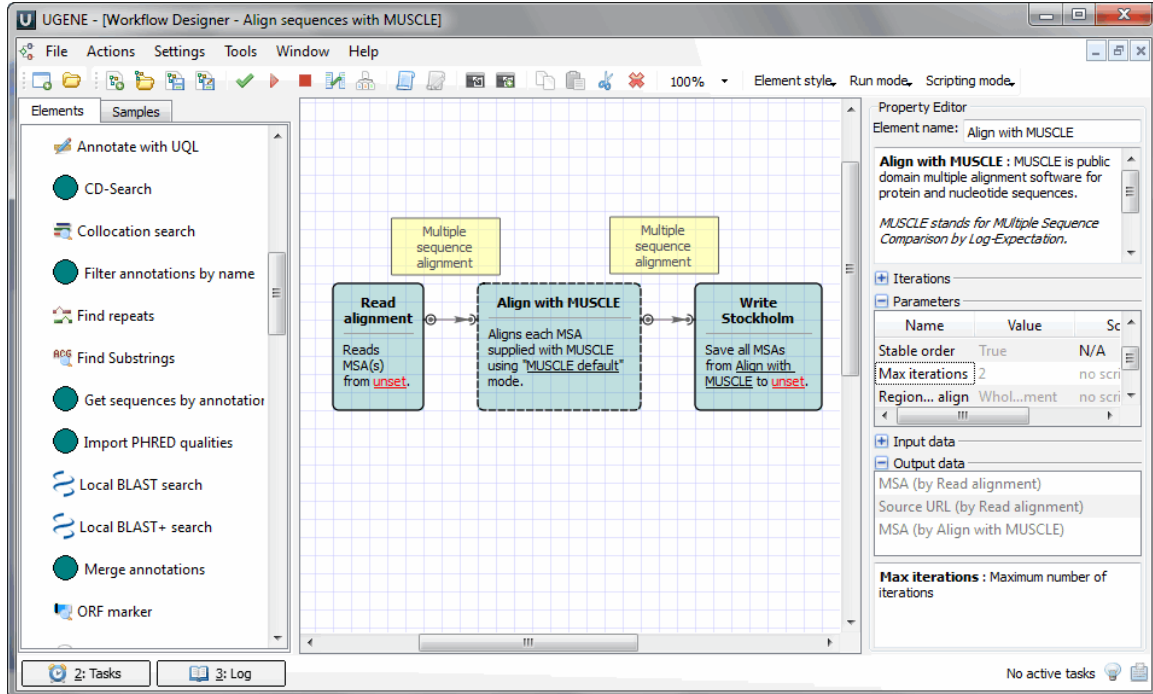 UGENE - [Workflow Designer - Align sequences with MUSCLE]
File Actions Settings Tools Window Help
100% Element style Run mode Scripting mode
Elements Samples
Annotate with UQL
CD-Search
Collocation search
Filter annotations by name
Find repeats
ACG Find Substrings
Get sequences by annotation
Import PHRED qualities
Local BLAST search
Local BLAST+ search
Merge annotations
ORF marker
Multiple
sequence
alignment
Multiple
sequence
alignment
Read
alignment
Reads
MSA(s)
from unset.
Align with MUSCLE
Aligns each MSA
supplied with MUSCLE
using "MUSCLE default"
mode.
Write
Stockholm
Save all MSAs
from Align with
MUSCLE to unset.
Property Editor
Element name: Align with MUSCLE
Align with MUSCLE : MUSCLE is public
domain multiple alignment software for
protein and nucleotide sequences.
MUSCLE stands for MUltiple Sequence
Comparison by Log-Expectation.
Iterations
Parameters
Name Value Sc
Stable order True N/A
Max iterations 2 no scri
Region... align Whol...ment no scri
Input data
Output data
MSA (by Read alignment)
Source URL (by Read alignment)
MSA (by Align with MUSCLE)
Max iterations : Maximum number of
iterations
2: Tasks 3: Log
No active tasks